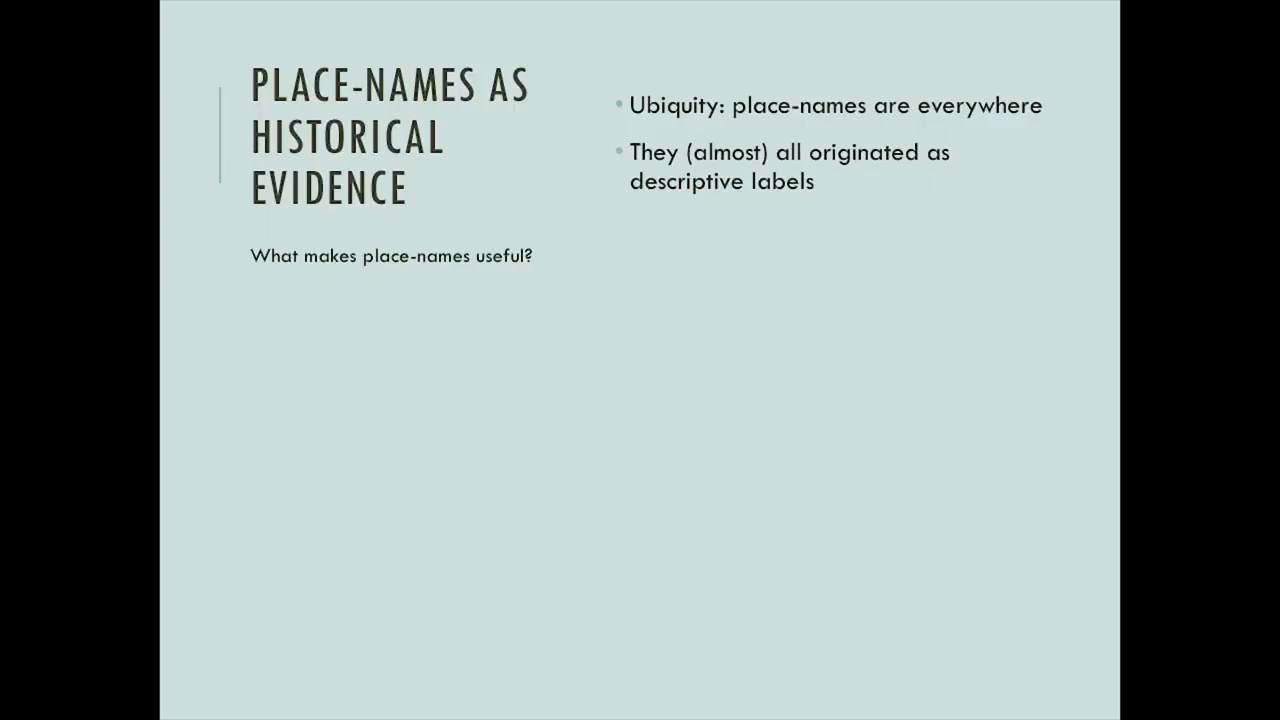 PLACE-NAMES AS
HISTORICAL
EVIDENCE
What makes place-names useful?
• Ubiquity: place-names are everywhere
• They (almost) all originated as
descriptive labels